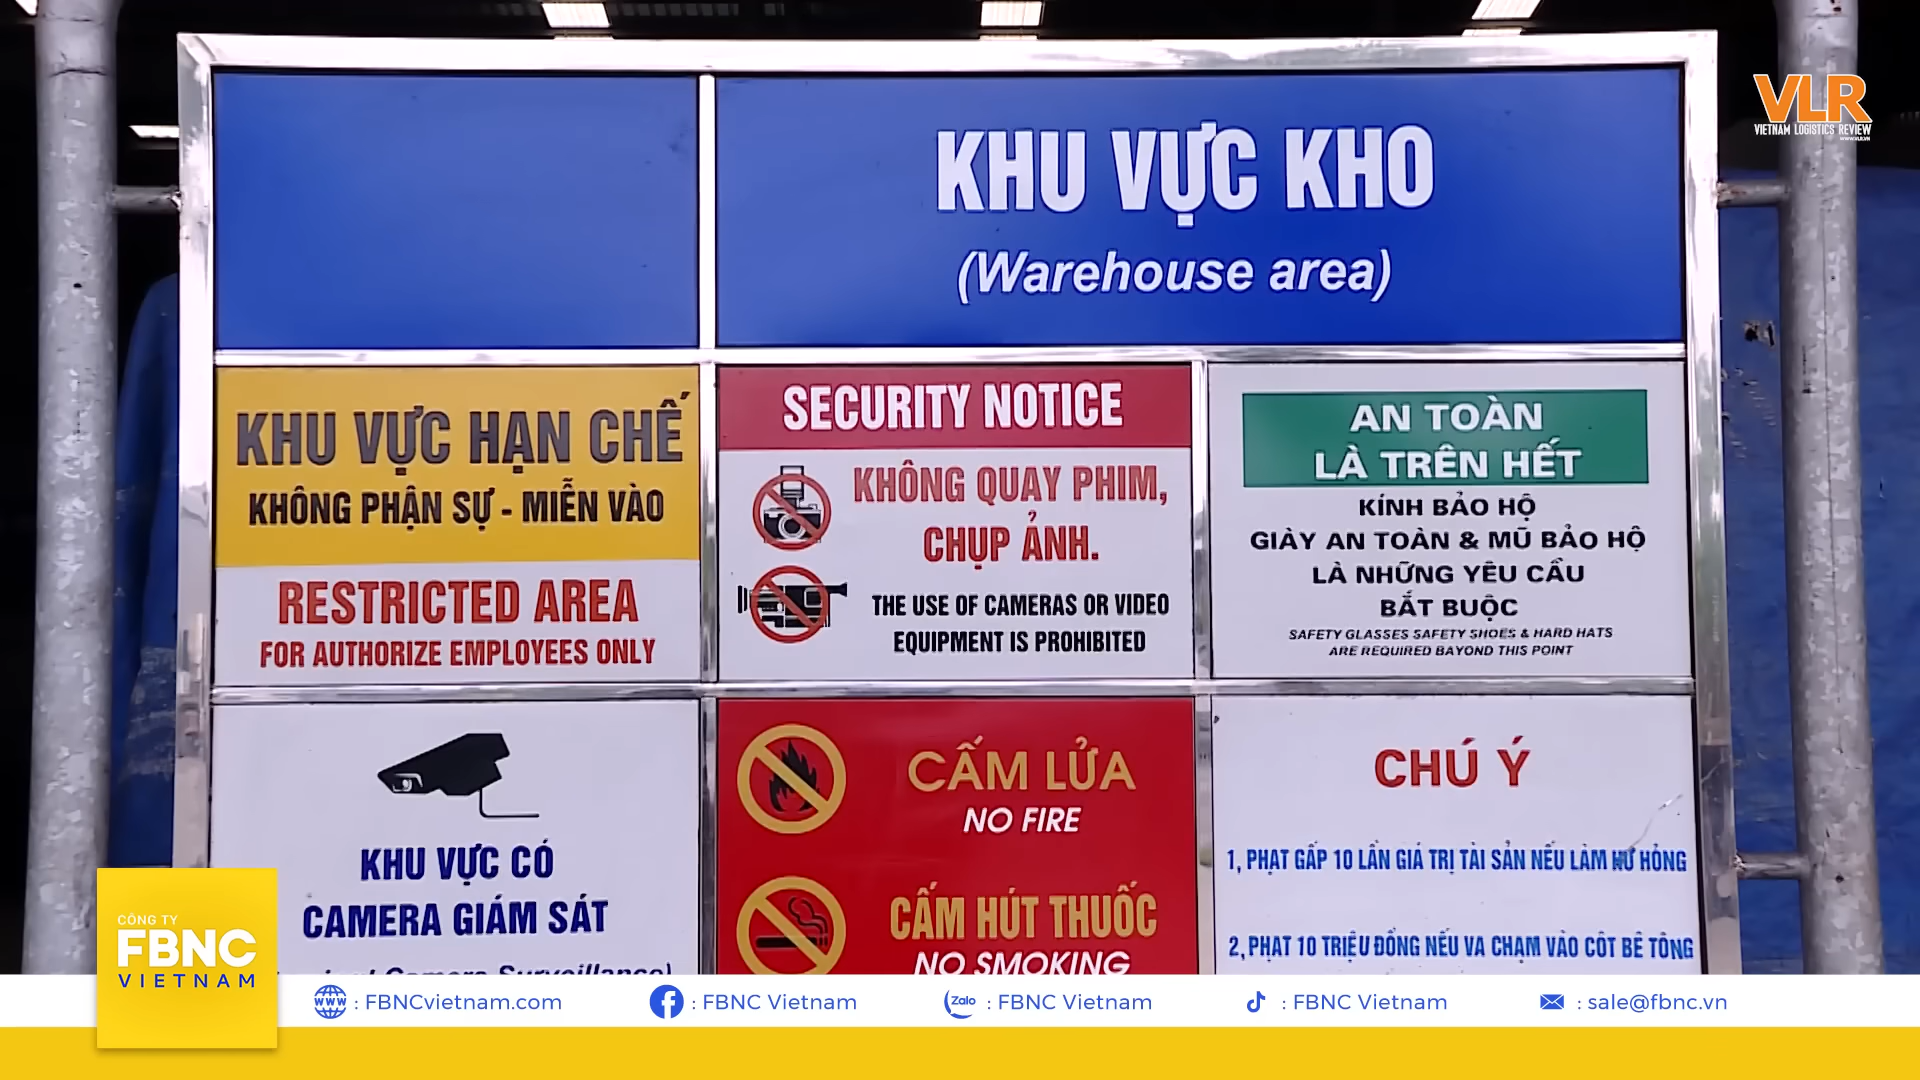 VLR
VIETNAM LOGISTICS REVIEW
WWW.VLR.VN
KHU VỰC KHO
(Warehouse area)
KHU VỰC HẠN CHẾ
KHÔNG PHẬN SỰ - MIỄN VÀO
RESTRICTED AREA
FOR AUTHORIZE EMPLOYEES ONLY
SECURITY NOTICE
KHÔNG QUAY PHIM,
CHỤP ẢNH.
THE USE OF CAMERAS OR VIDEO
EQUIPMENT IS PROHIBITED
AN TOÀN
LÀ TRÊN HẾT
KÍNH BẢO HỘ
GIÀY AN TOÀN & MŨ BẢO HỘ
LÀ NHỮNG YÊU CẦU
BẮT BUỘC
SAFETY GLASSES SAFETY SHOES & HARD HATS
ARE REQUIRED BAYOND THIS POINT
KHU VỰC CÓ
CAMERA GIÁM SÁT
Camera Surveillance)
CẤM LỬA
NO FIRE
CẤM HÚT THUỐC
NO SMOKING
CHÚ Ý
1, PHẠT GẤP 10 LẦN GIÁ TRỊ TÀI SẢN NẾU LÀM HƯ HỎNG
2, PHẠT 10 TRIỆU ĐỒNG NẾU VA CHẠM VÀO CỘT BÊ TÔNG
CÔNG TY
FBNC
VIETNAM
www : FBNCvietnam.com
: FBNC Vietnam
Zalo : FBNC Vietnam
: FBNC Vietnam
: sale@fbnc.vn